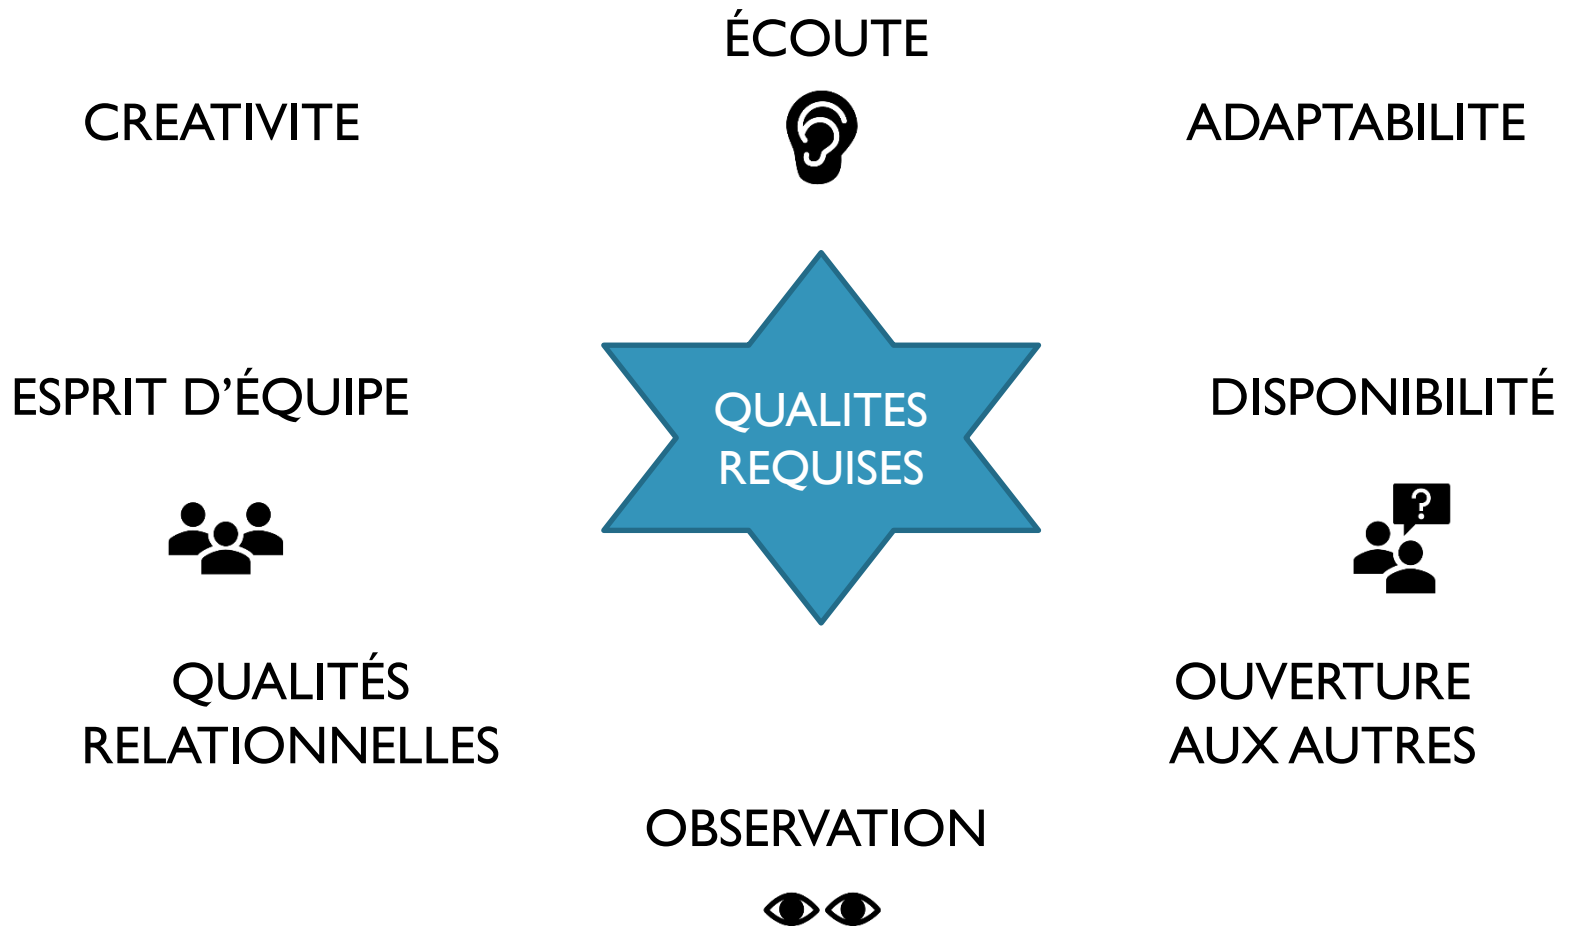 ÉCOUTE
CREATIVITE
ADAPTABILITE
ESPRIT D’ÉQUIPE
QUALITES
REQUISES
DISPONIBILITÉ
?
QUALITÉS
RELATIONNELLES
OUVERTURE
AUX AUTRES
OBSERVATION